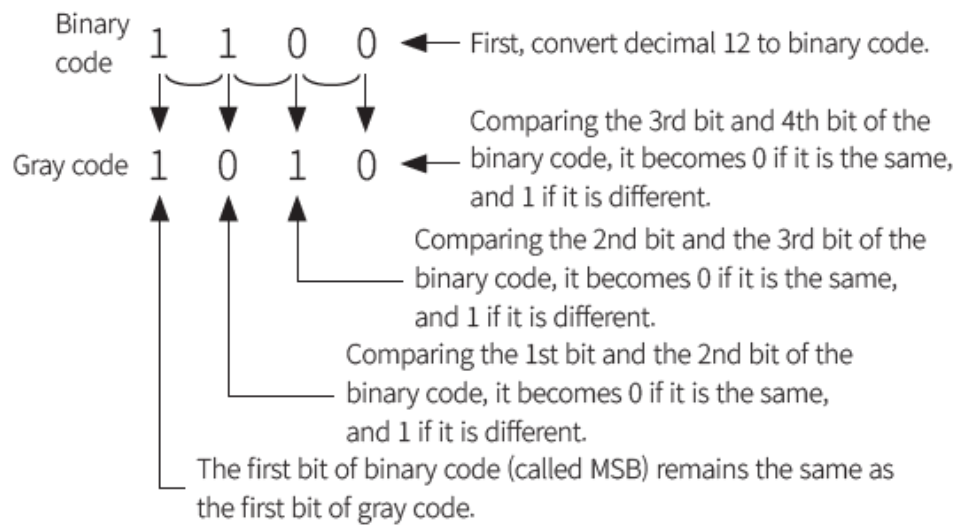 Binary
code
1 1 0 0
First, convert decimal 12 to binary code.
Gray code
1 0 1 0
Comparing the 3rd bit and 4th bit of the
binary code, it becomes 0 if it is the same,
and 1 if it is different.
Comparing the 2nd bit and the 3rd bit of the
binary code, it becomes 0 if it is the same,
and 1 if it is different.
Comparing the 1st bit and the 2nd bit of the
binary code, it becomes 0 if it is the same,
and 1 if it is different.
The first bit of binary code (called MSB) remains the same as
the first bit of gray code.